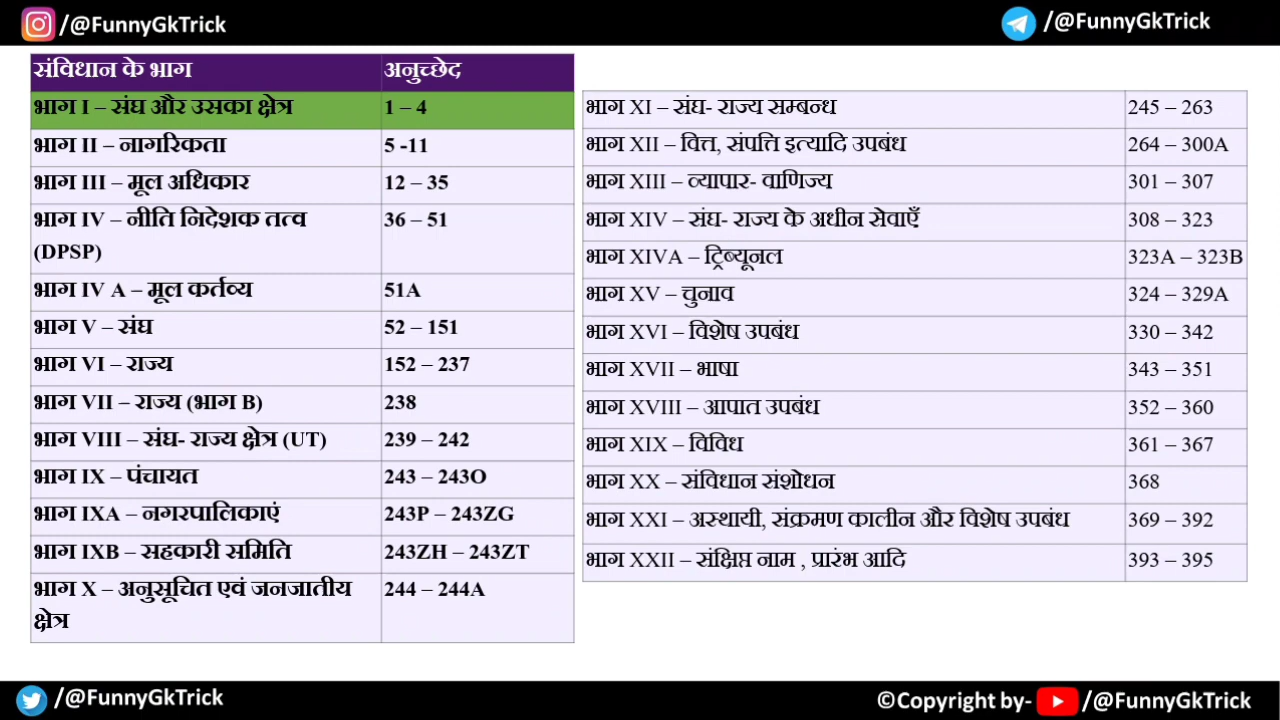 /@FunnyGkTrick
/@FunnyGkTrick
संविधान के भाग अनुच्छेद
भाग I – संघ और उसका क्षेत्र 1 – 4
भाग II – नागरिकता 5 -11
भाग III – मूल अधिकार 12 – 35
भाग IV – नीति निदेशक तत्व 36 – 51
(DPSP)
भाग IV A – मूल कर्तव्य 51A
भाग V – संघ 52 – 151
भाग VI – राज्य 152 – 237
भाग VII – राज्य (भाग B) 238
भाग VIII – संघ- राज्य क्षेत्र (UT) 239 – 242
भाग IX – पंचायत 243 – 243O
भाग IXA – नगरपालिकाएं 243P – 243ZG
भाग IXB – सहकारी समिति 243ZH – 243ZT
भाग X – अनुसूचित एवं जनजातीय 244 – 244A
क्षेत्र
भाग XI – संघ- राज्य सम्बन्ध 245 – 263
भाग XII – वित्त, संपत्ति इत्यादि उपबंध 264 – 300A
भाग XIII – व्यापार- वाणिज्य 301 – 307
भाग XIV – संघ- राज्य के अधीन सेवाएँ 308 – 323
भाग XIVA – ट्रिब्यूनल 323A – 323B
भाग XV – चुनाव 324 – 329A
भाग XVI – विशेष उपबंध 330 – 342
भाग XVII – भाषा 343 – 351
भाग XVIII – आपात उपबंध 352 – 360
भाग XIX – विविध 361 – 367
भाग XX – संविधान संशोधन 368
भाग XXI – अस्थायी, संक्रमण कालीन और विशेष उपबंध 369 – 392
भाग XXII – संक्षिप्त नाम , प्रारंभ आदि 393 – 395
/@FunnyGkTrick
©Copyright by- /@FunnyGkTrick